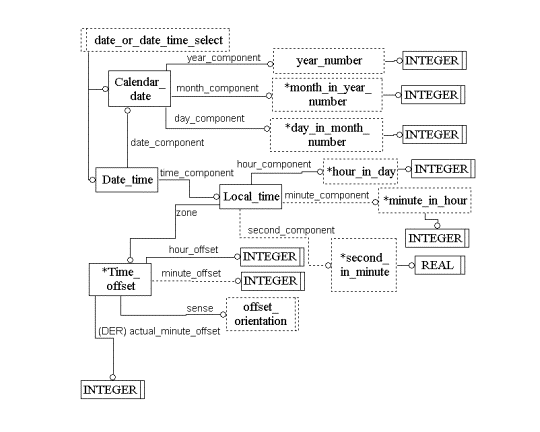 date_or_date_time_select
year_component
year_number
INTEGER
Calendar_
date
month_component
*month_in_year_
number
INTEGER
day_component
*day_in_month_
number
INTEGER
date_component
hour_component
*hour_in_day
INTEGER
Date_time
time_component
Local_time
minute_component
*minute_in_hour
zone
second_component
INTEGER
hour_offset
INTEGER
*second_
in_minute
REAL
*Time_
offset
minute_offset
INTEGER
sense
offset_
orientation
(DER) actual_minute_offset
INTEGER